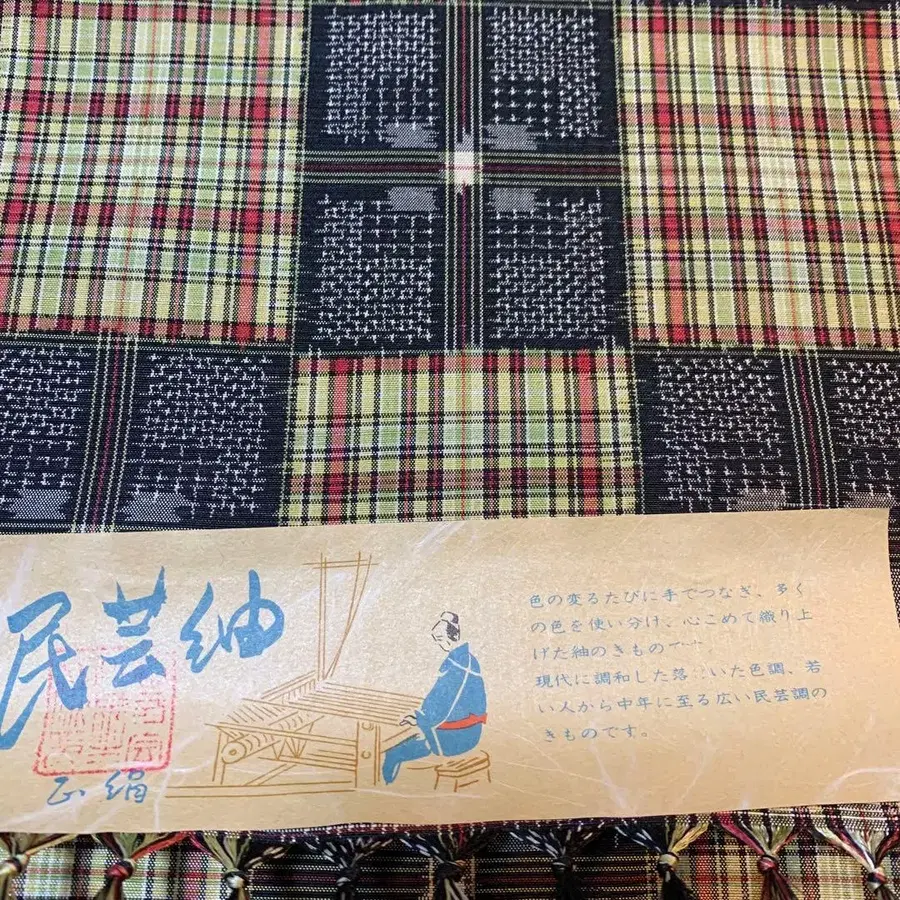 民芸紬
正絹
色の変るたびに手でつなぎ、多く
の色を使い分け、心こめて織り上
げた紬のきものです。
現代に調和した落いた色調、若
い人から中年に至る広い民芸調の
きものです。